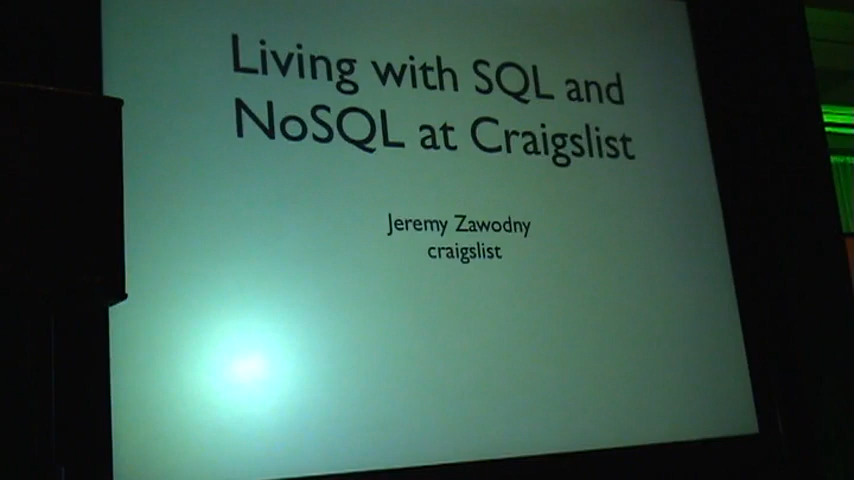 Living with SQL and
NoSQL at Craigslist
Jeremy Zawodny
craigslist